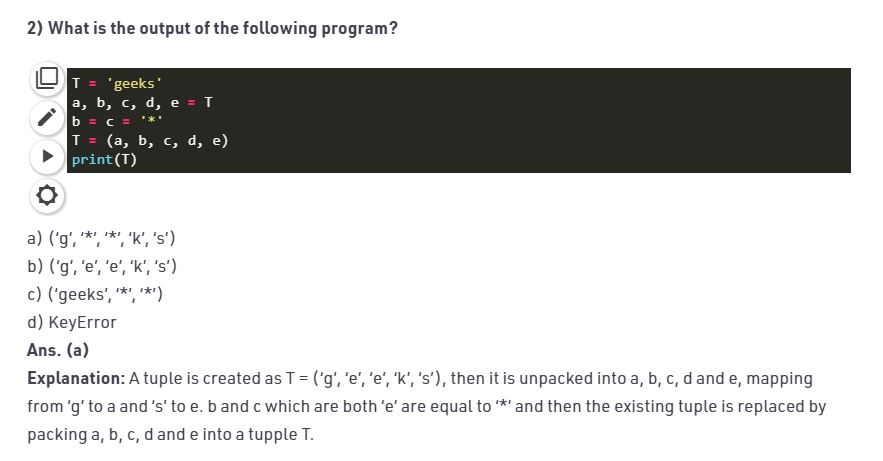 2) What is the output of the following program?
T = 'geeks'
a, b, c, d, e = T
b = c = '*'
T = (a, b, c, d, e)
print(T)
a) (‘g’, ‘*’, ‘*’, ‘k’, ‘s’)
b) (‘g’, ‘e’, ‘e’, ‘k’, ‘s’)
c) (‘geeks’, ‘*’, ‘*’)
d) KeyError
Ans. (a)
Explanation: A tuple is created as T = (‘g’, ‘e’, ‘e’, ‘k’, ‘s’), then it is unpacked into a, b, c, d and e, mapping
from ‘g’ to a and ‘s’ to e. b and c which are both ‘e’ are equal to ‘*’ and then the existing tuple is replaced by
packing a, b, c, d and e into a tupple T.